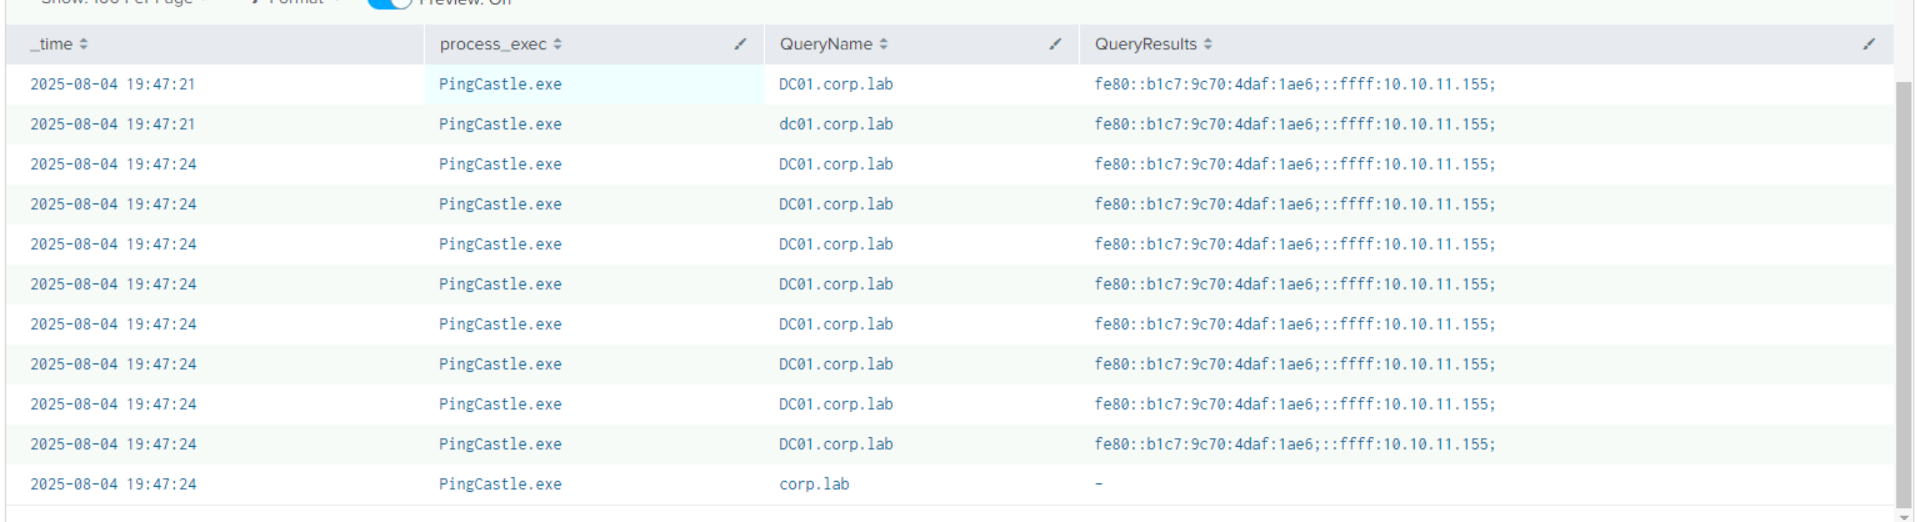 Show: 100 Per Page Format Preview: Off
_time process_exec QueryName QueryResults
2025-08-04 19:47:21 PingCastle.exe DC01.corp.lab fe80::b1c7:9c70:4daf:1ae6;::ffff:10.10.11.155;
2025-08-04 19:47:21 PingCastle.exe dc01.corp.lab fe80::b1c7:9c70:4daf:1ae6;::ffff:10.10.11.155;
2025-08-04 19:47:24 PingCastle.exe DC01.corp.lab fe80::b1c7:9c70:4daf:1ae6;::ffff:10.10.11.155;
2025-08-04 19:47:24 PingCastle.exe DC01.corp.lab fe80::b1c7:9c70:4daf:1ae6;::ffff:10.10.11.155;
2025-08-04 19:47:24 PingCastle.exe DC01.corp.lab fe80::b1c7:9c70:4daf:1ae6;::ffff:10.10.11.155;
2025-08-04 19:47:24 PingCastle.exe DC01.corp.lab fe80::b1c7:9c70:4daf:1ae6;::ffff:10.10.11.155;
2025-08-04 19:47:24 PingCastle.exe DC01.corp.lab fe80::b1c7:9c70:4daf:1ae6;::ffff:10.10.11.155;
2025-08-04 19:47:24 PingCastle.exe DC01.corp.lab fe80::b1c7:9c70:4daf:1ae6;::ffff:10.10.11.155;
2025-08-04 19:47:24 PingCastle.exe DC01.corp.lab fe80::b1c7:9c70:4daf:1ae6;::ffff:10.10.11.155;
2025-08-04 19:47:24 PingCastle.exe DC01.corp.lab fe80::b1c7:9c70:4daf:1ae6;::ffff:10.10.11.155;
2025-08-04 19:47:24 PingCastle.exe corp.lab -